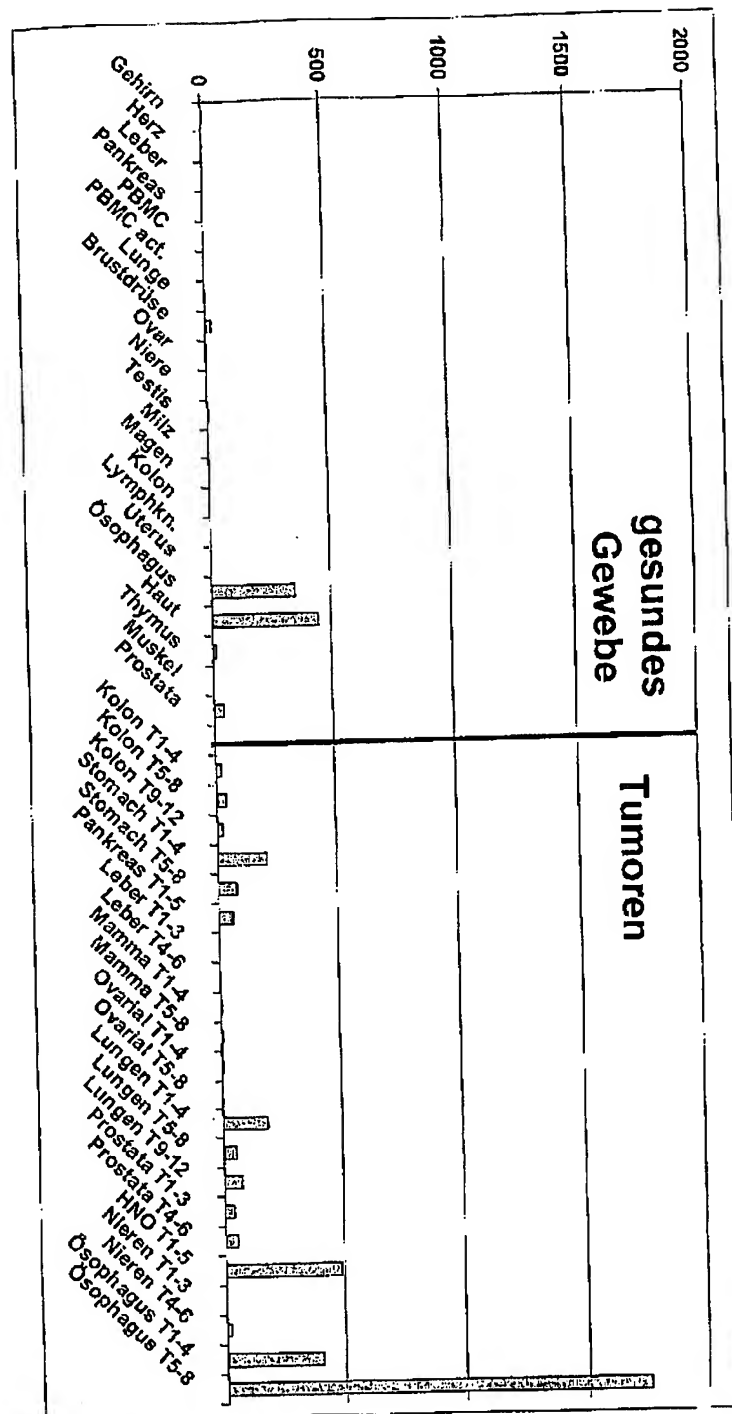 2000
1500
1000
500
0
gesundes
Gewebe
Tumoren
Gehirn
Herz
Leber
Pankreas
PBMC
PBMC act.
Lunge
Brustdrüse
Ovar
Niere
Testis
Milz
Magen
Kolon
Lymphkn.
Uterus
Ösophagus
Haut
Thymus
Muskel
Prostata
Kolon T1-4
Kolon T5-8
Kolon T9-12
Stomach T1-4
Stomach T5-8
Pankreas T1-5
Leber T1-3
Leber T4-6
Mamma T1-4
Mamma T5-8
Ovarial T1-4
Ovarial T5-8
Lungen T1-4
Lungen T5-8
Lungen T9-12
Prostata T1-3
Prostata T4-6
HNO T1-5
Nieren T1-3
Nieren T4-6
Ösophagus T1-4
Ösophagus T5-8